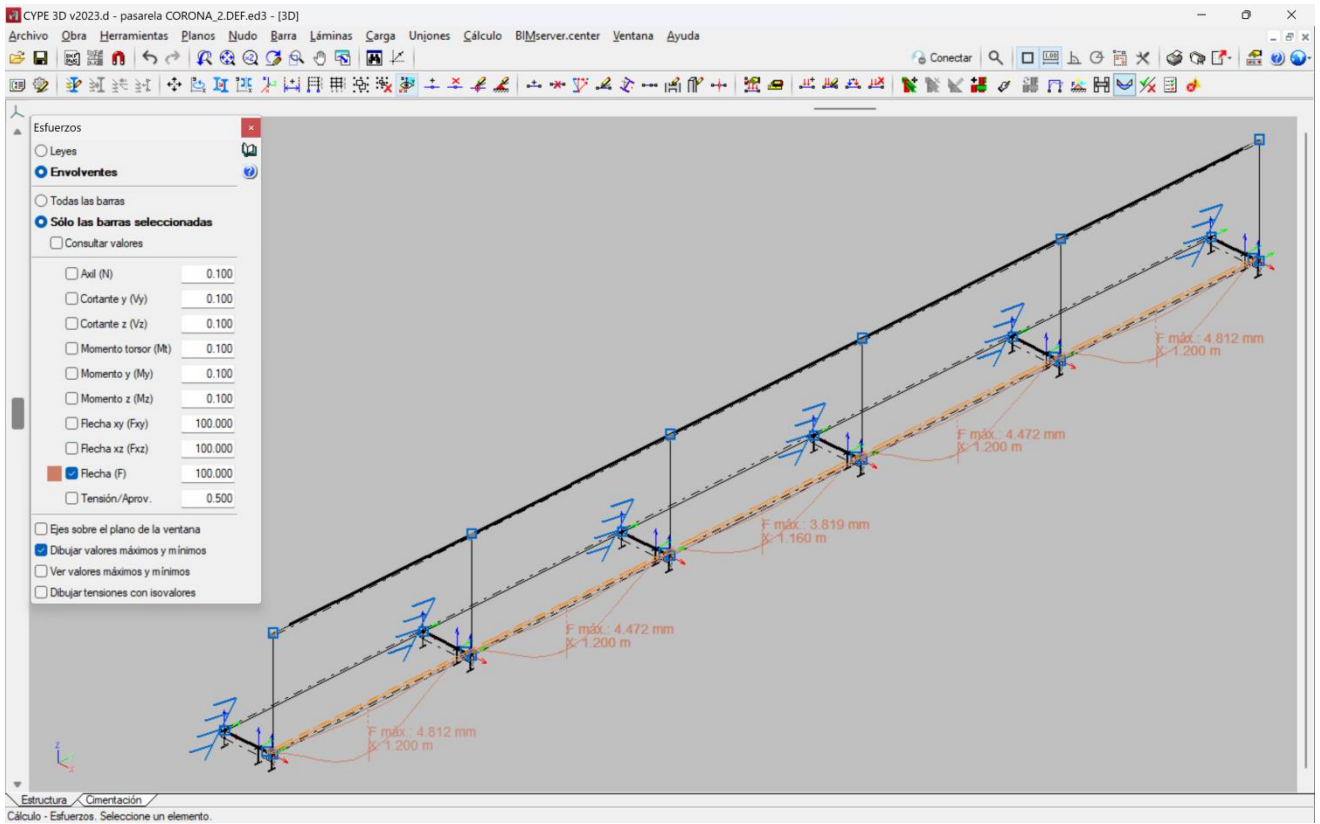 CYPE 3D v2023.d - pasarela CORONA_2.DEF.ed3 - [3D]
Archivo Obra Herramientas Planos Nudo Barra Láminas Carga Uniones Cálculo BIMserver.center Ventana Ayuda
Conectar
Esfuerzos
Leyes
Envolventes
Todas las barras
Sólo las barras seleccionadas
Consultar valores
Axil (N) 0.100
Cortante y (Vy) 0.100
Cortante z (Vz) 0.100
Momento torsor (Mt) 0.100
Momento y (My) 0.100
Momento z (Mz) 0.100
Flecha xy (Fxy) 100.000
Flecha xz (Fxz) 100.000
Flecha (F) 100.000
Tensión/Aprov. 0.500
Ejes sobre el plano de la ventana
Dibujar valores máximos y mínimos
Ver valores máximos y mínimos
Dibujar tensiones con isovalores
F máx.: 4.812 mm
X: 1.200 m
F máx.: 4.472 mm
X: 1.200 m
F máx.: 3.819 mm
X: 1.160 m
F máx.: 4.472 mm
X: 1.200 m
F máx.: 4.812 mm
X: 1.200 m
z
x
Estructura Cimentación
Cálculo - Esfuerzos. Seleccione un elemento.